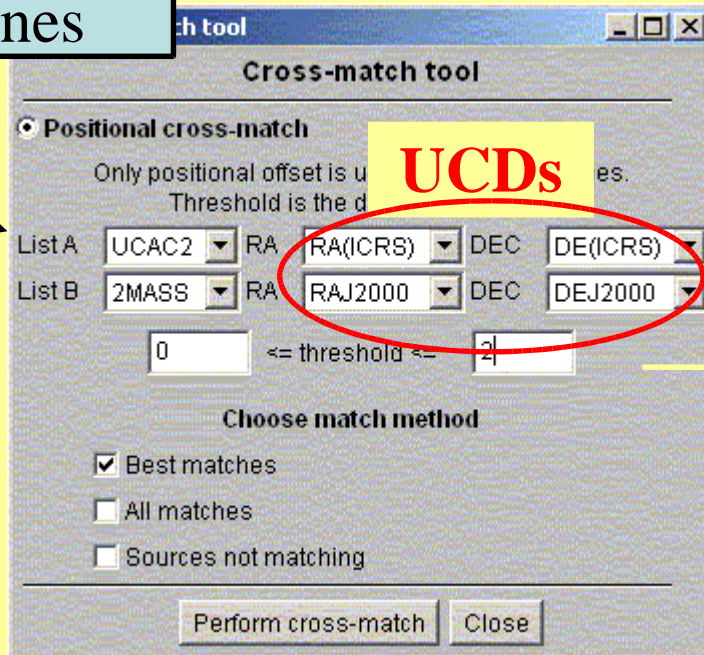 nes
ch tool
Cross-match tool
Positional cross-match
Only positional offset is u es.
UCDs
Threshold is the d
List A UCAC2 RA RA(ICRS) DEC DE(ICRS)
List B 2MASS RA RAJ2000 DEC DEJ2000
0 <= threshold <= 2
Choose match method
Best matches
All matches
Sources not matching
Perform cross-match Close